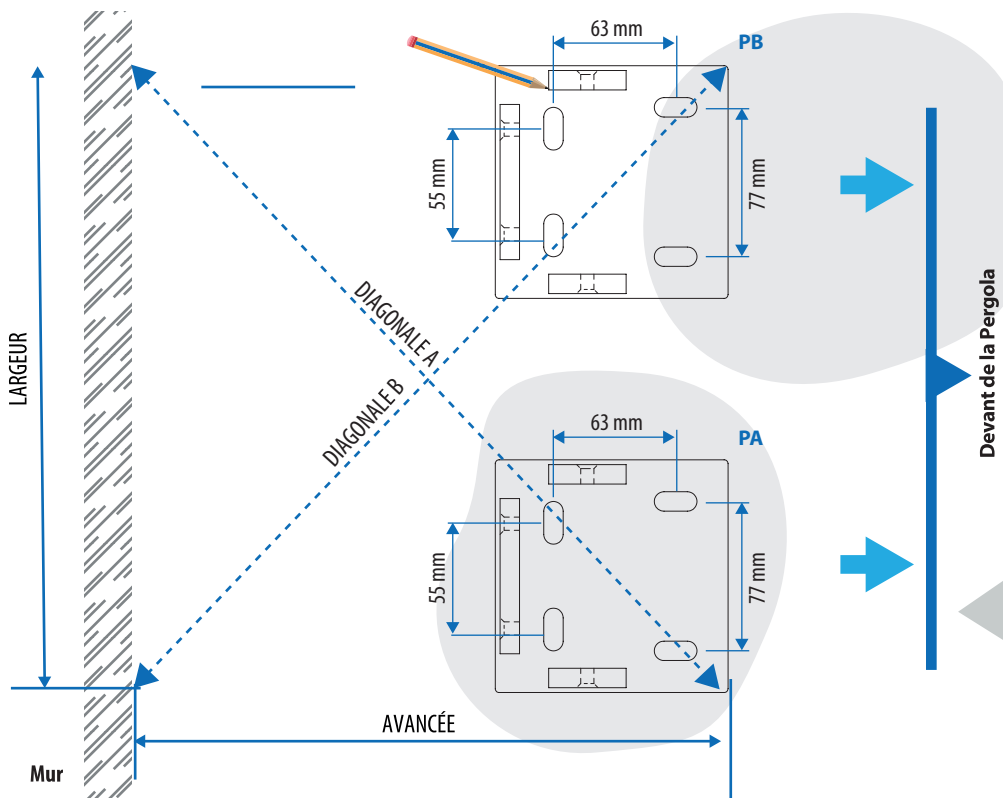 63 mm
PB
55 mm
77 mm
DIAGONALE A
DIAGONALE B
LARGEUR
Devant de la Pergola
63 mm
PA
55 mm
77 mm
AVANCÉE
Mur